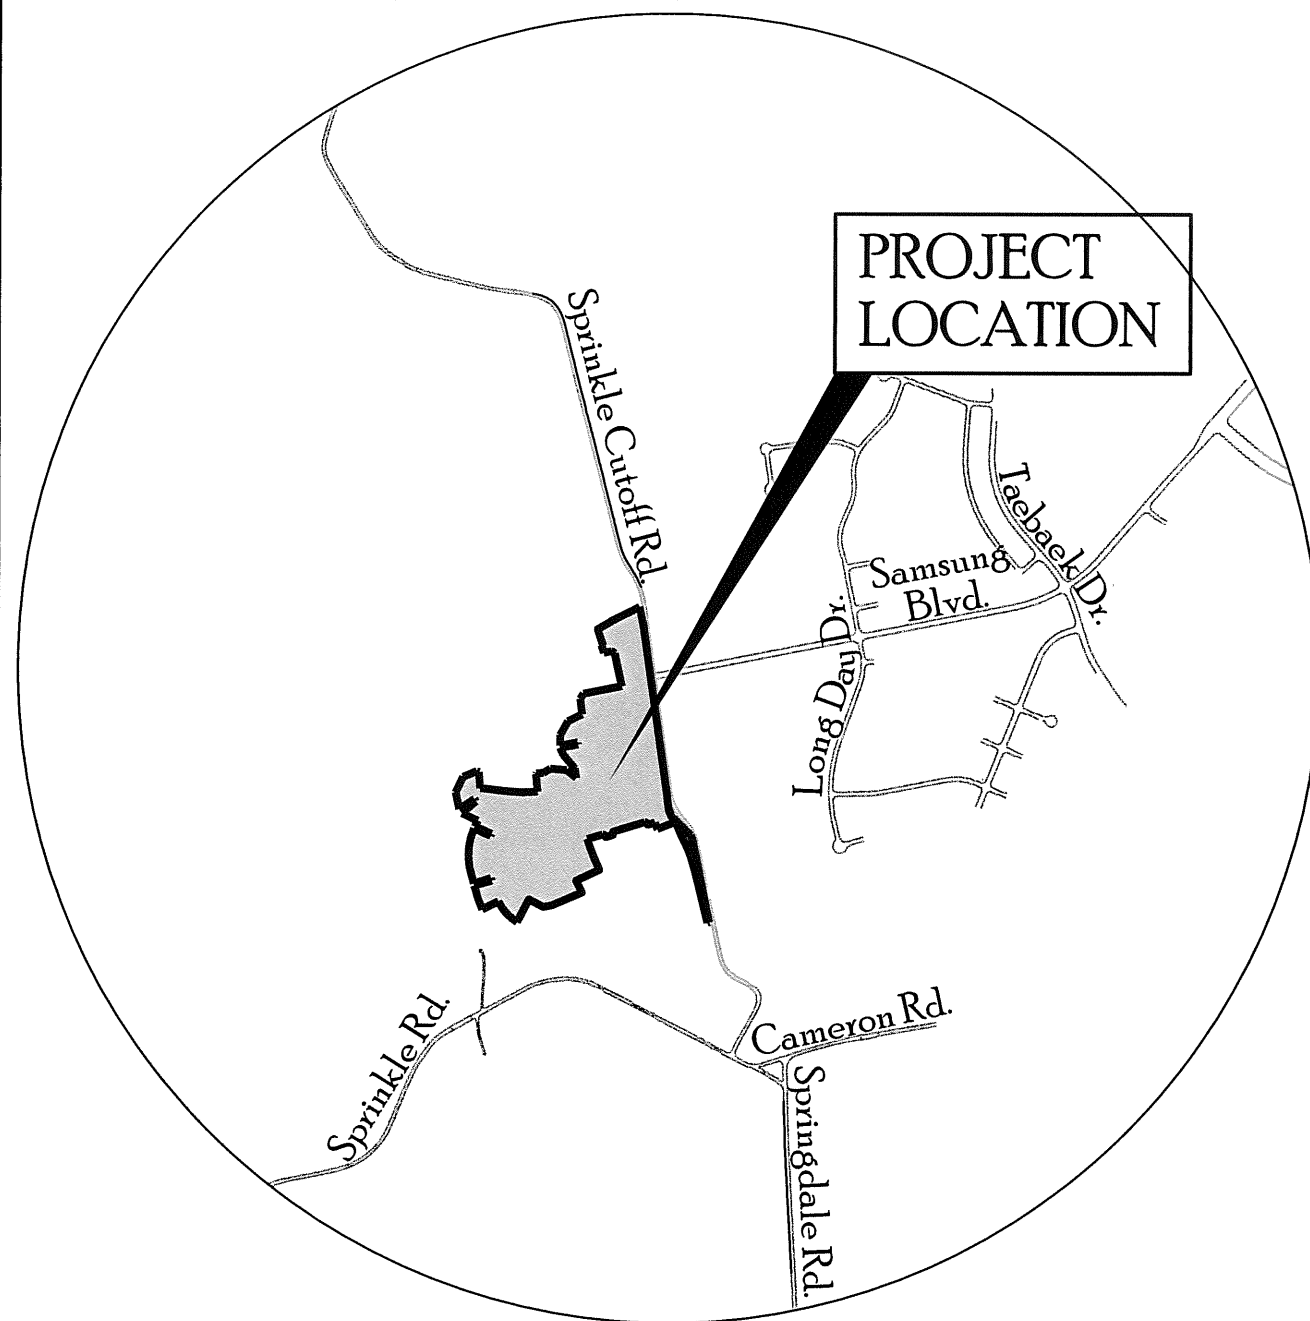 PROJECT
LOCATION
Sprinkle Cutoff Rd.
Taebaek Dr.
Samsung
Blvd.
Long Day Dr.
Sprinkle Rd.
Cameron Rd.
Springdale Rd.